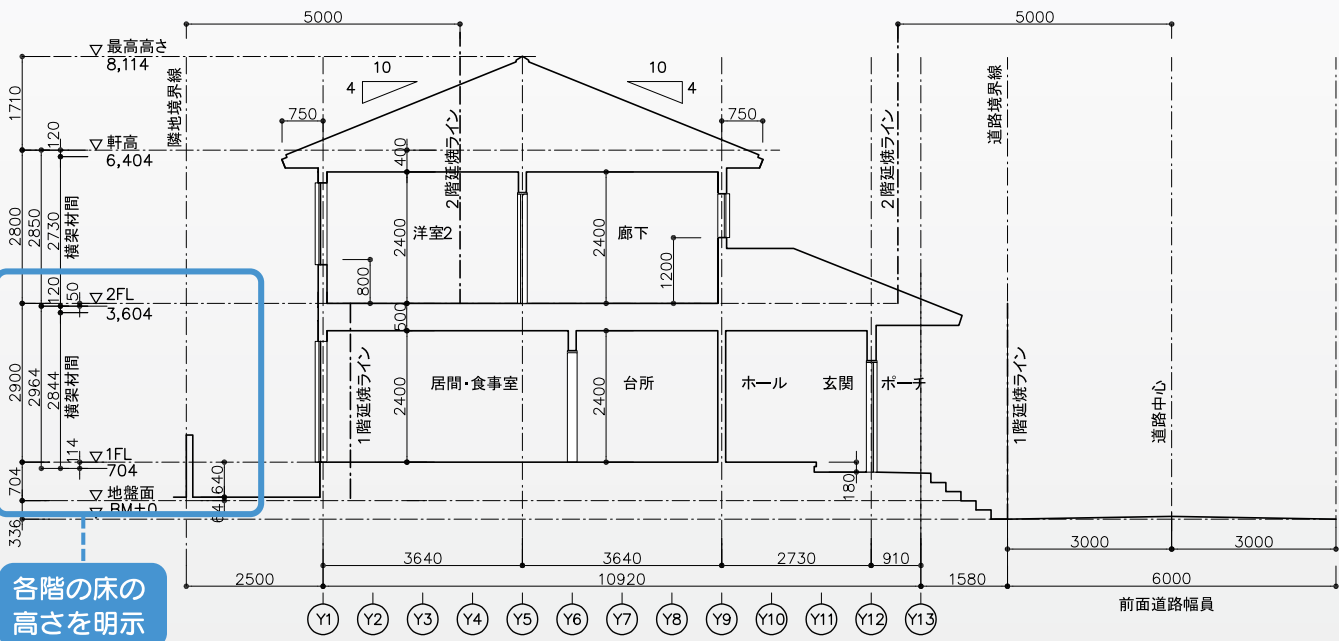 5000
5000
最高高さ
8,114
10
4
10
4
隣地境界線
道路境界線
1710
750
750
2階延焼ライン
2階延焼ライン
120
軒高
6,404
400
2800
2850
2730
横架材間
2400
洋室2
2400
廊下
800
1200
120
50
2FL
3,604
500
2900
2964
2844
横架材間
1階延焼ライン
2400
居間・食事室
2400
台所
ホール
玄関
ポーチ
1階延焼ライン
道路中心
114
1FL
704
704
640
180
地盤面
64
BM±0
336
3000
3000
3640
3640
2730
910
各階の床の
高さを明示
2500
10920
1580
6000
前面道路幅員
Y1
Y2
Y3
Y4
Y5
Y6
Y7
Y8
Y9
Y10
Y11
Y12
Y13